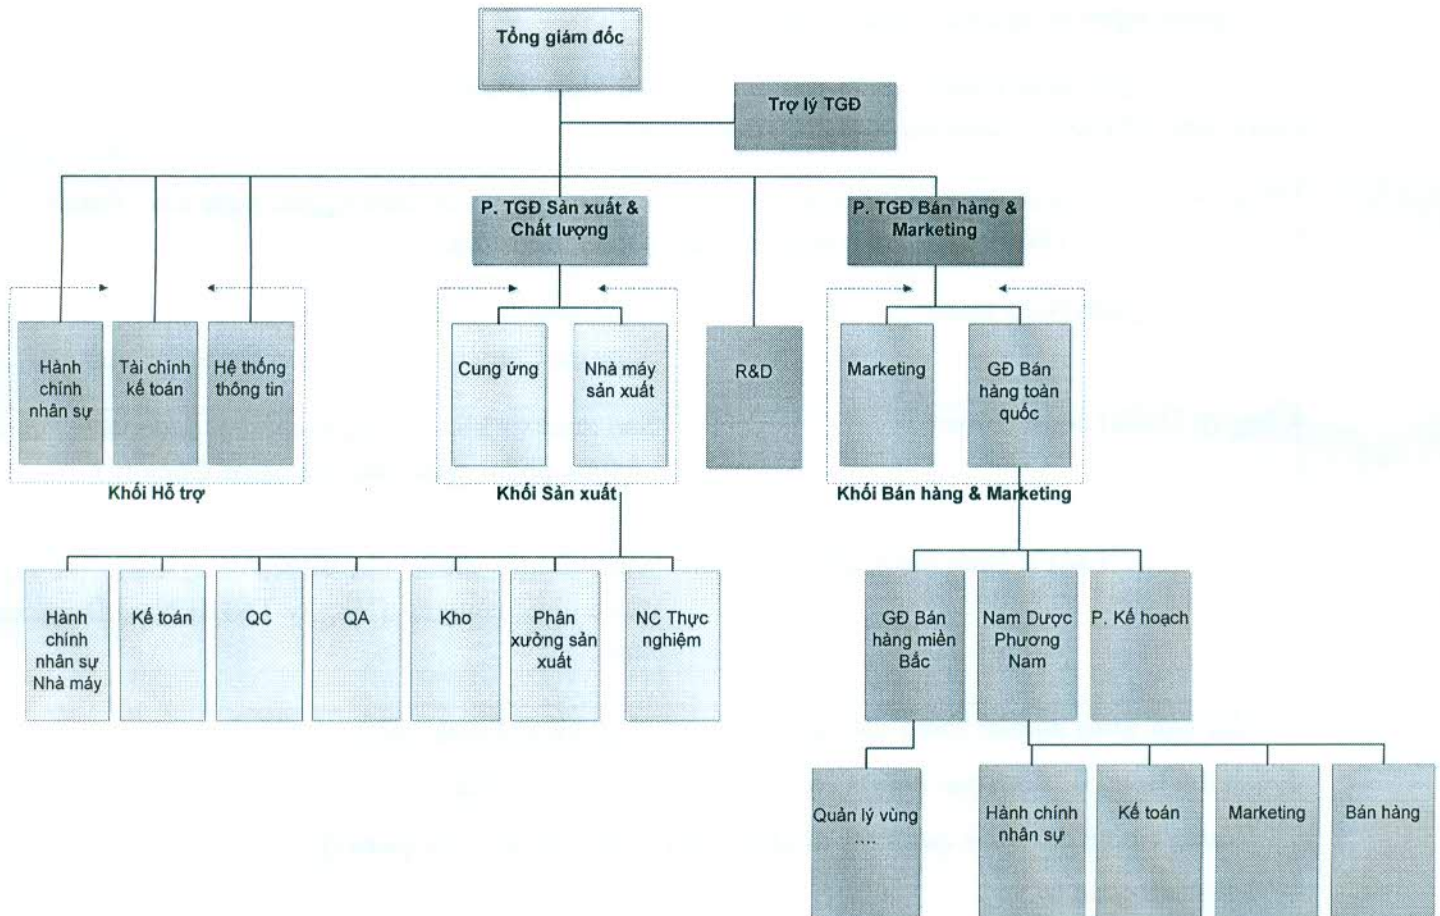 Tổng giám đốc
Trợ lý TGĐ
P. TGĐ Sản xuất &
Chất lượng
P. TGĐ Bán hàng &
Marketing
Hành
chính
nhân sự
Tài chính
kế toán
Hệ thống
thông tin
Cung ứng
Nhà máy
sản xuất
R&D
Marketing
GĐ Bán
hàng toàn
quốc
Khối Hỗ trợ
Khối Sản xuất
Khối Bán hàng & Marketing
Hành
chính
nhân sự
Nhà máy
Kế toán
QC
QA
Kho
Phân
xưởng sản
xuất
NC Thực
nghiệm
GĐ Bán
hàng miền
Bắc
Nam Dược
Phương
Nam
P. Kế hoạch
Quản lý vùng
....
Hành chính
nhân sự
Kế toán
Marketing
Bán hàng